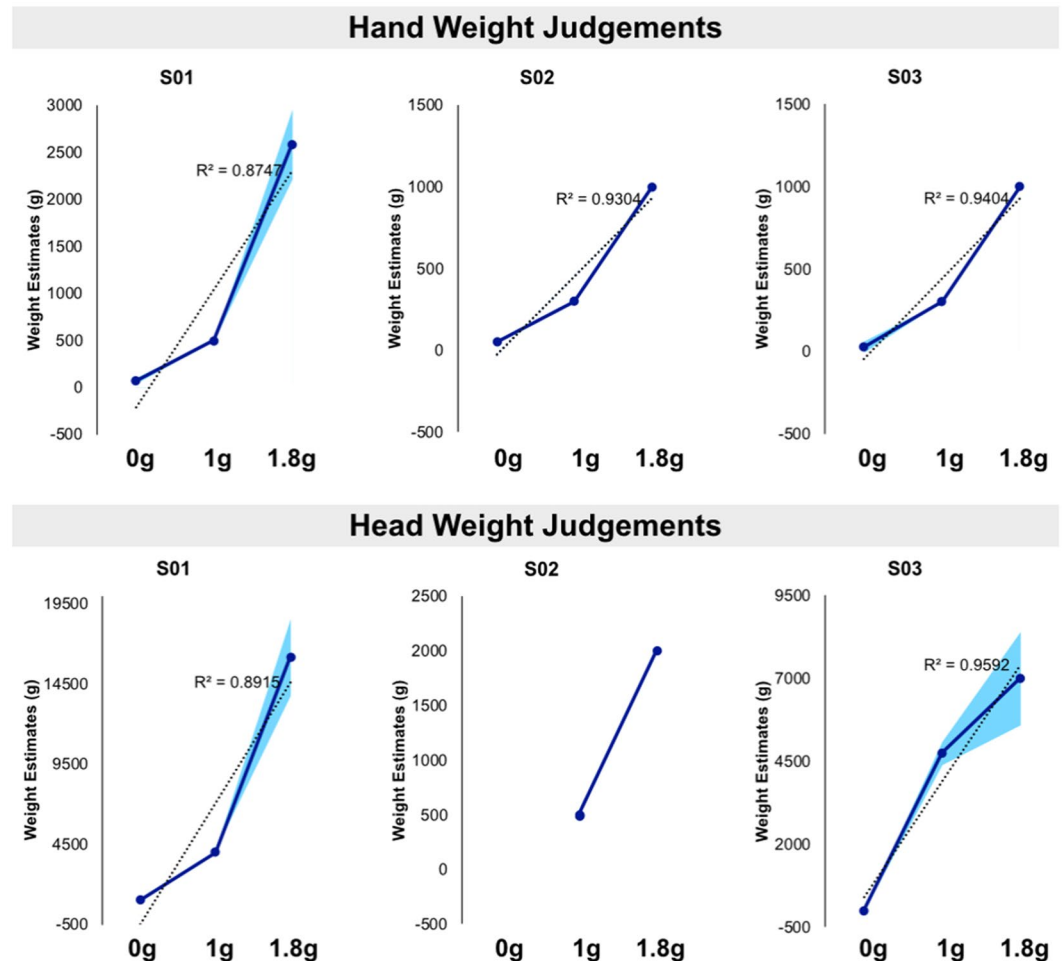 Hand Weight Judgements
S01
S02
S03
Weight Estimates (g)
3000
2500
2000
1500
1000
500
0
-500
R² = 0.8747
0g 1g 1.8g
Weight Estimates (g)
1500
1000
500
0
-500
R² = 0.9304
0g 1g 1.8g
Weight Estimates (g)
1500
1000
500
0
-500
R² = 0.9404
0g 1g 1.8g
Head Weight Judgements
S01
S02
S03
Weight Estimates (g)
19500
14500
9500
4500
-500
R² = 0.8915
0g 1g 1.8g
Weight Estimates (g)
2500
2000
1500
1000
500
0
-500
0g 1g 1.8g
Weight Estimates (g)
9500
7000
4500
2000
-500
R² = 0.9592
0g 1g 1.8g